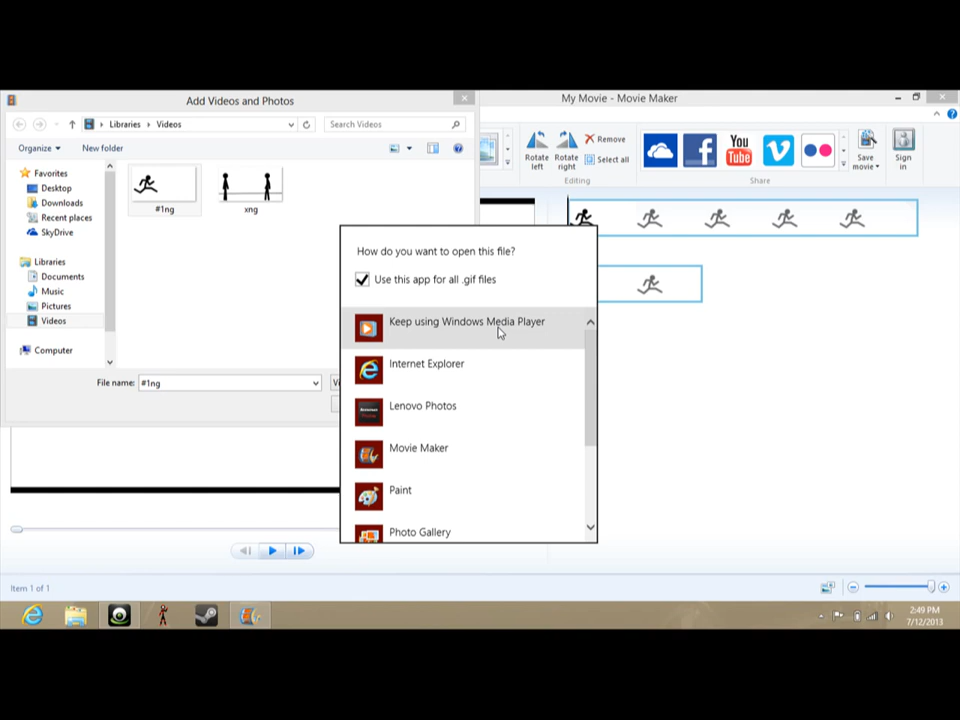 Add Videos and Photos
My Movie - Movie Maker
Libraries
Videos
Search Videos
Organize
New folder
Favorites
Desktop
Downloads
Recent places
SkyDrive
Libraries
Documents
Music
Pictures
Videos
Computer
#1ng
xng
File name:
#1ng
Rotate
left
Rotate
right
Remove
Select all
Editing
You
Tube
Share
Save
movie
Sign
in
How do you want to open this file?
Use this app for all .gif files
Keep using Windows Media Player
Internet Explorer
Lenovo Photos
Movie Maker
Paint
Photo Gallery
Item 1 of 1
2:49 PM
7/12/2013